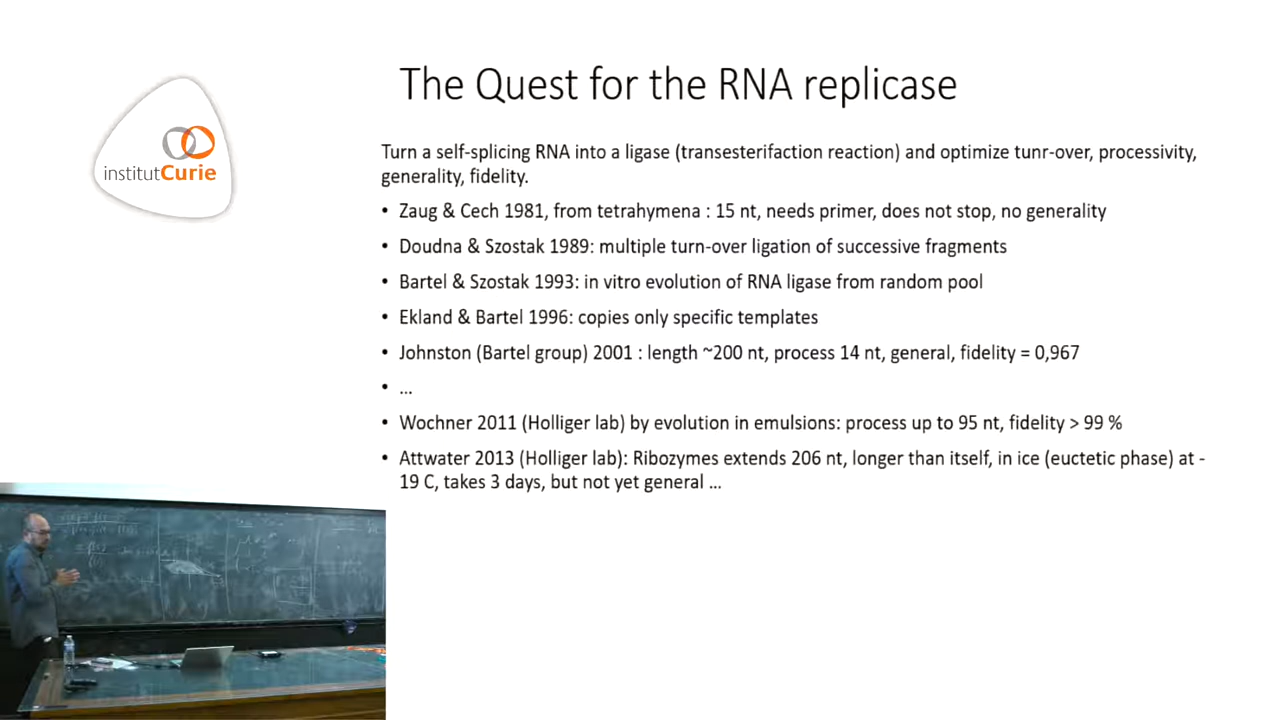 The Quest for the RNA replicase
institutCurie
Turn a self-splicing RNA into a ligase (transesterifaction reaction) and optimize tunr-over, processivity,
generality, fidelity.
• Zaug & Cech 1981, from tetrahymena : 15 nt, needs primer, does not stop, no generality
• Doudna & Szostak 1989: multiple turn-over ligation of successive fragments
• Bartel & Szostak 1993: in vitro evolution of RNA ligase from random pool
• Ekland & Bartel 1996: copies only specific templates
• Johnston (Bartel group) 2001 : length ~200 nt, process 14 nt, general, fidelity = 0,967
• ...
• Wochner 2011 (Holliger lab) by evolution in emulsions: process up to 95 nt, fidelity > 99 %
• Attwater 2013 (Holliger lab): Ribozymes extends 206 nt, longer than itself, in ice (euctetic phase) at -
19 C, takes 3 days, but not yet general ...